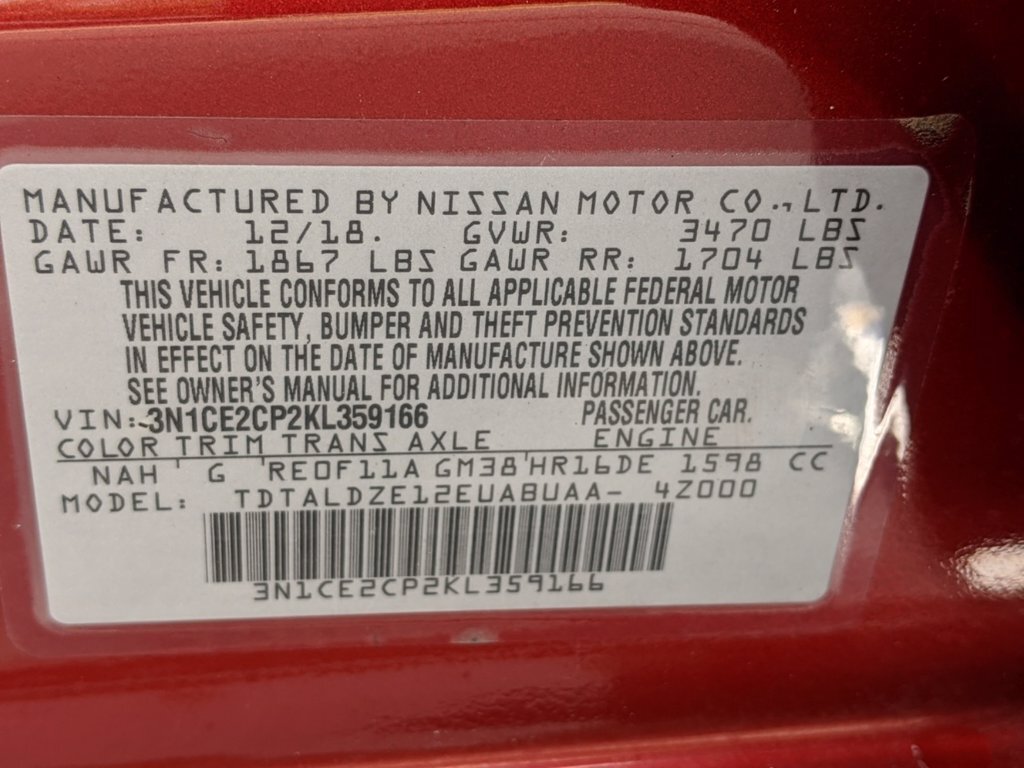 MANUFACTURED BY NISSAN MOTOR CO., LTD.
DATE: 12/18. GVWR: 3470 LBS
GAWR FR: 1867 LBS GAWR RR: 1704 LBS
THIS VEHICLE CONFORMS TO ALL APPLICABLE FEDERAL MOTOR
VEHICLE SAFETY, BUMPER AND THEFT PREVENTION STANDARDS
IN EFFECT ON THE DATE OF MANUFACTURE SHOWN ABOVE.
SEE OWNER'S MANUAL FOR ADDITIONAL INFORMATION.
VIN: 3N1CE2CP2KL359166 PASSENGER CAR.
COLOR TRIM TRANS AXLE ENGINE
NAH G RE0F11A GM38 HR16DE 1598 CC
MODEL: TDTALDZE12EUABUAA- 4Z000
3N1CE2CP2KL359166